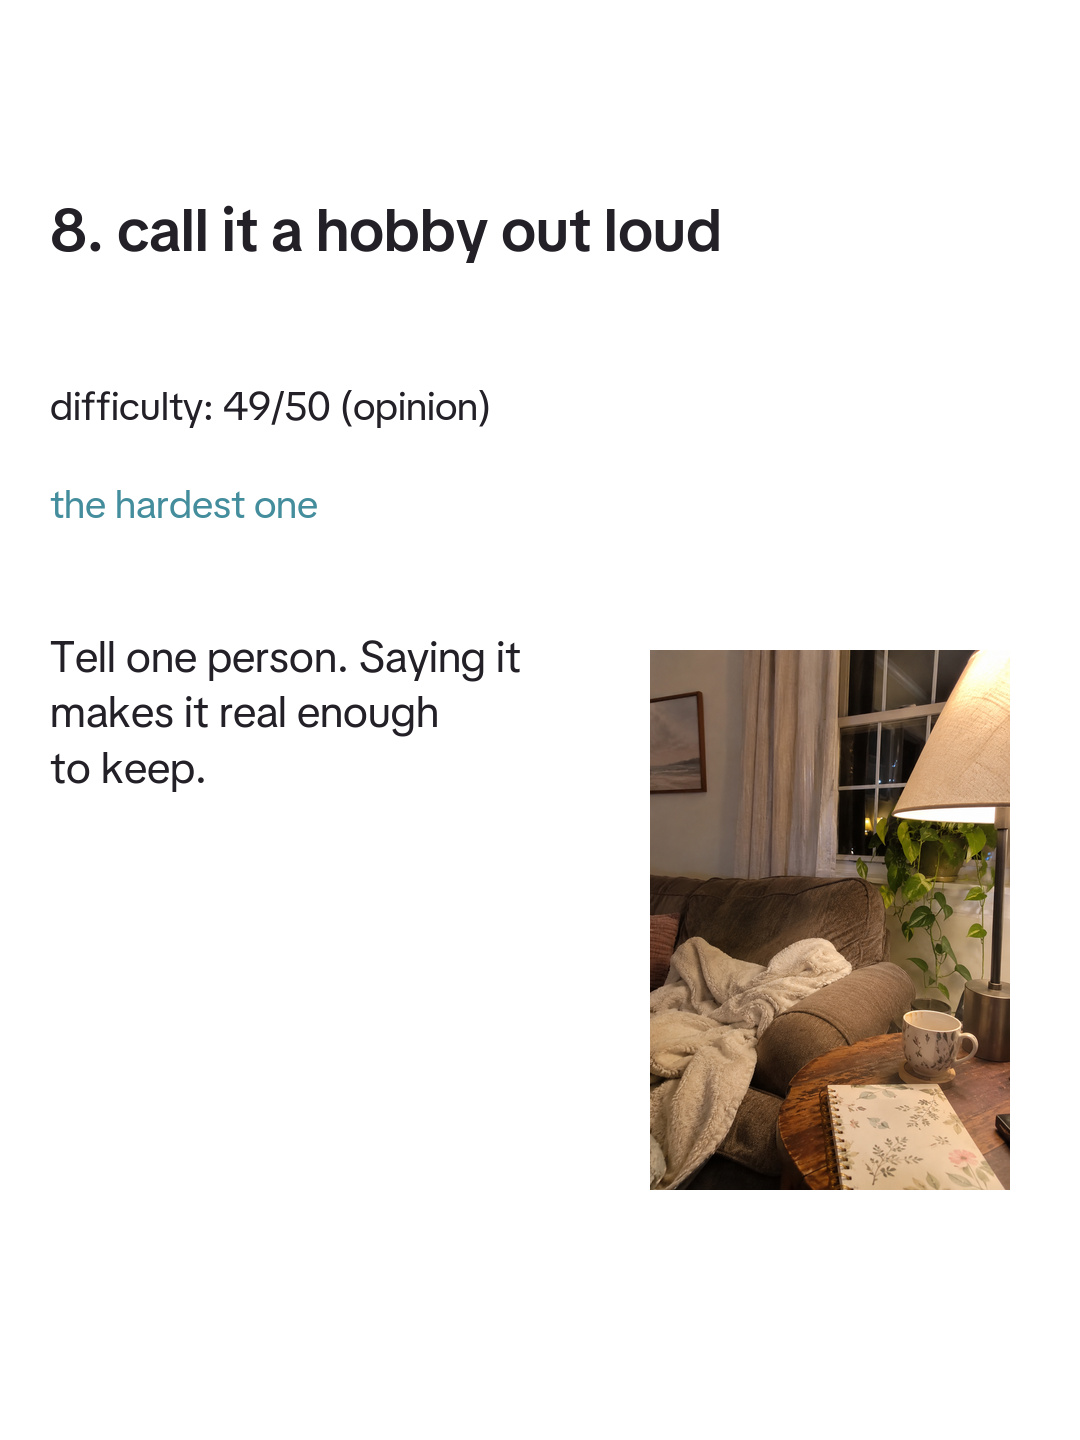 8. call it a hobby out loud
difficulty: 49/50 (opinion)
the hardest one
Tell one person. Saying it
makes it real enough
to keep.